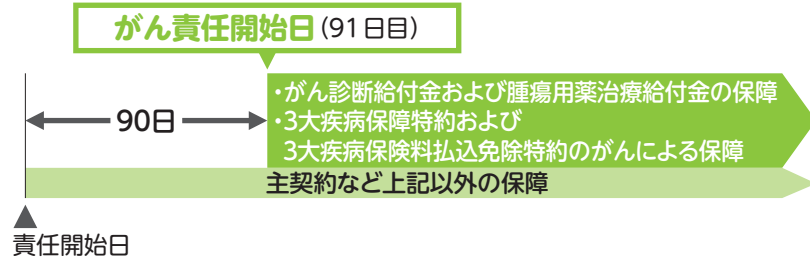 がん責任開始日(91日目)
・がん診断給付金および腫瘍用薬治療給付金の保障
90日
・3大疾病保障特約および
3大疾病保険料払込免除特約のがんによる保障
主契約など上記以外の保障
責任開始日